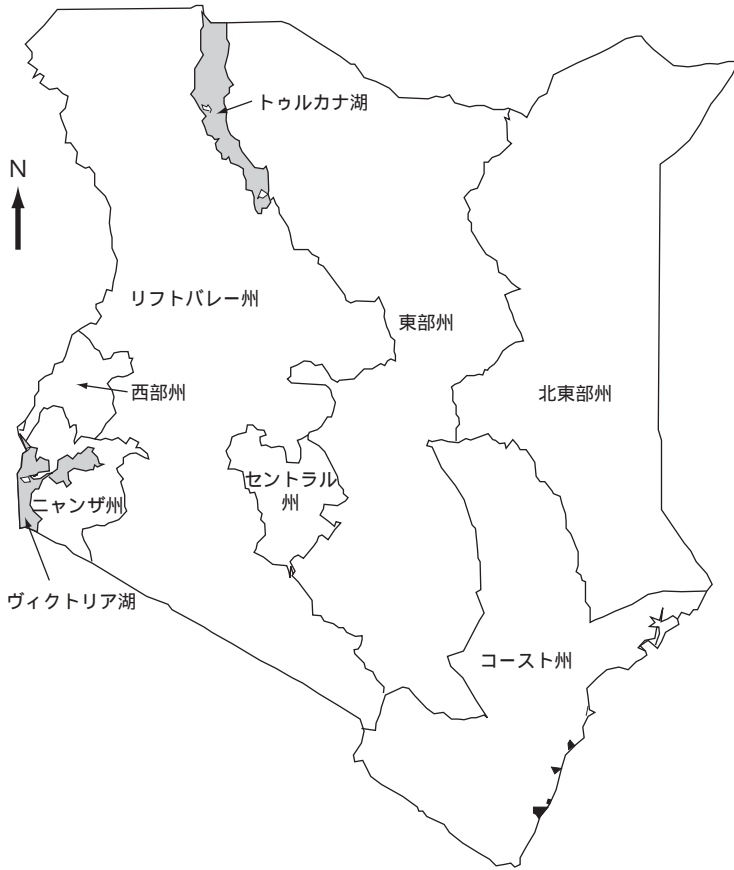 トゥルカナ湖
N
リフトバレー州
東部州
西部州
北東部州
セントラル
州
ニャンザ州
ヴィクトリア湖
コースト州